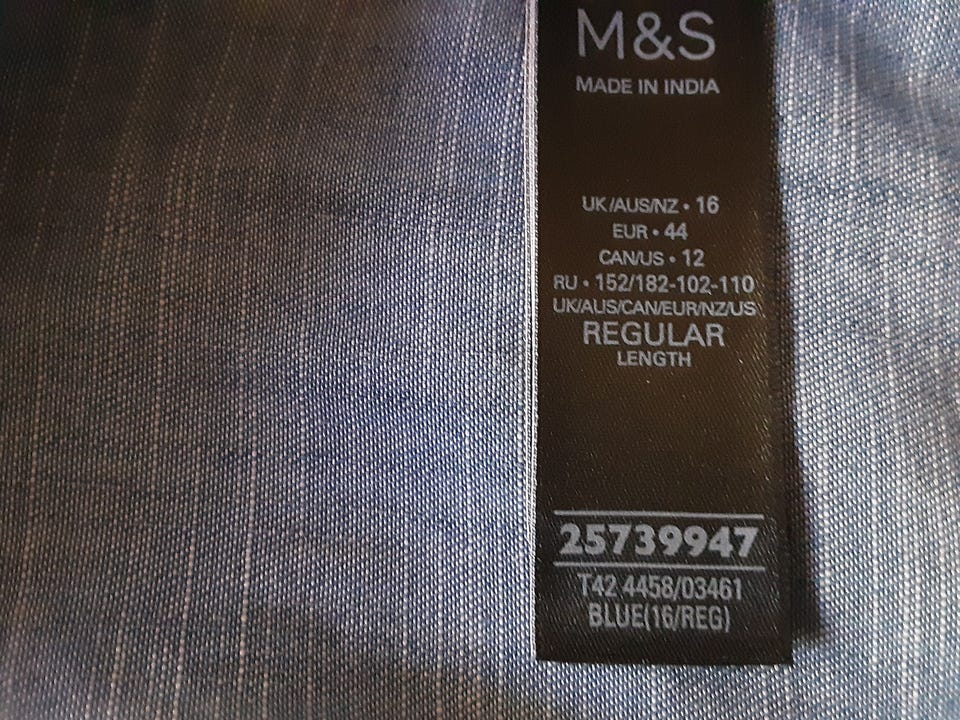 M&S
MADE IN INDIA
UK/AUS/NZ • 16
EUR • 44
CAN/US • 12
RU • 152/182-102-110
UK/AUS/CAN/EUR/NZ/US
REGULAR
LENGTH
25739947
T42 4458/03461
BLUE(16/REG)